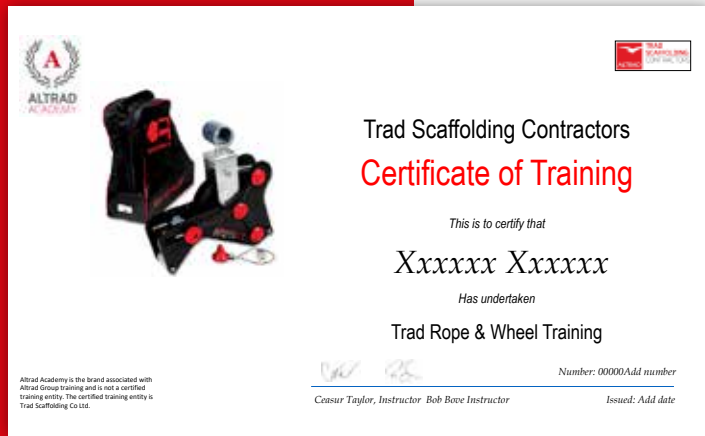 A
ALTRAD
ACADEMY
ALTRAD
TRAD
SCAFFOLDING
CONTRACTORS
Trad Scaffolding Contractors
Certificate of Training
This is to certify that
Xxxxxx Xxxxxx
Has undertaken
Trad Rope & Wheel Training
Number: 00000Add number
Ceasur Taylor, Instructor Bob Bove Instructor
Issued: Add date
Altrad Academy is the brand associated with
Altrad Group training and is not a certified
training entity. The certified training entity is
Trad Scaffolding Co Ltd.